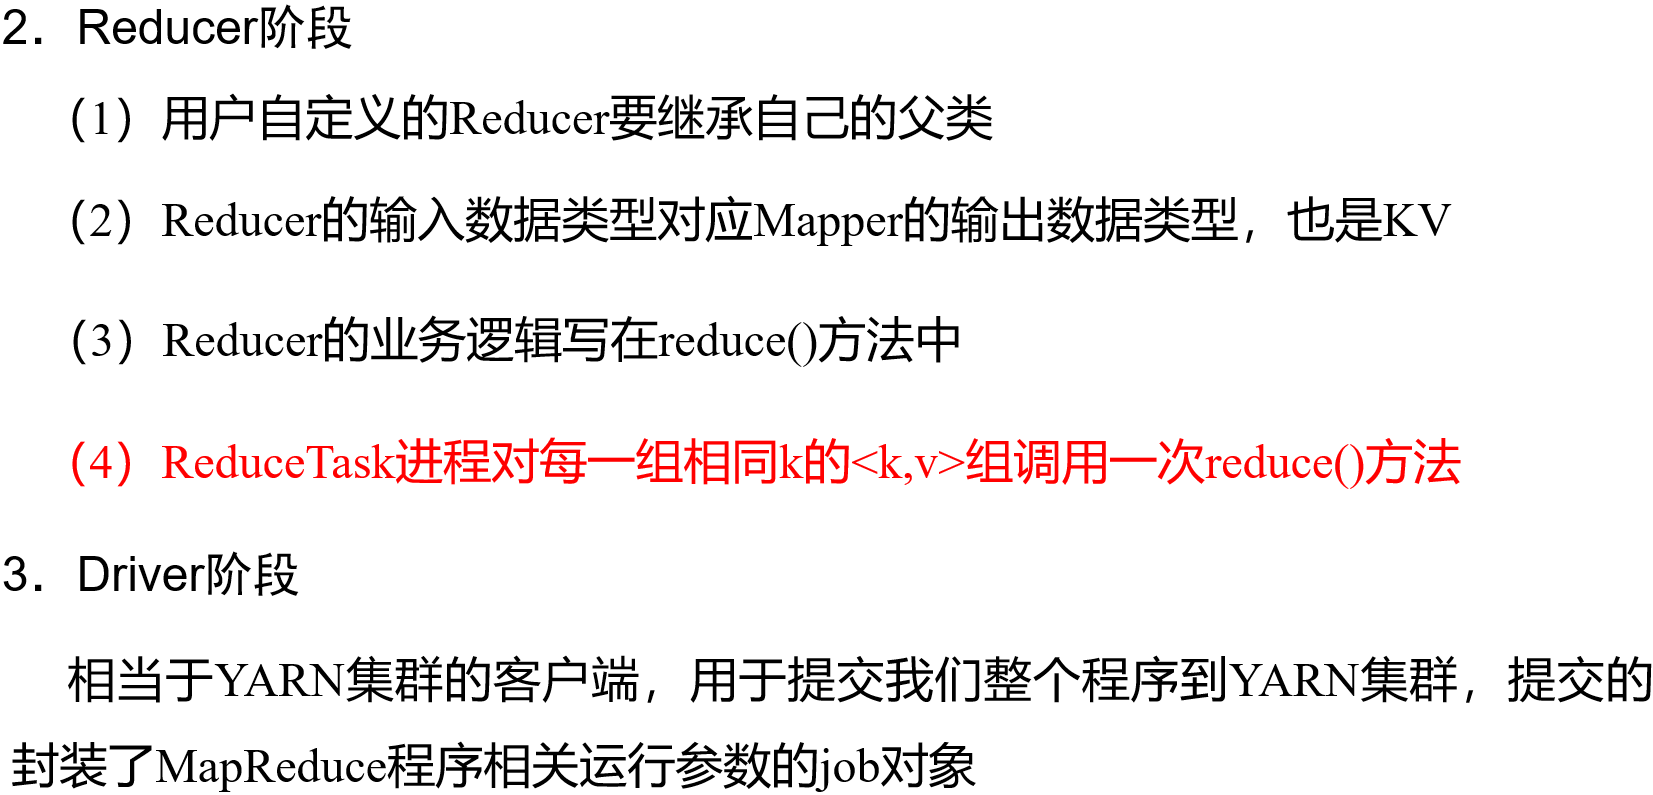 2．Reducer阶段
（1）用户自定义的Reducer要继承自己的父类
（2）Reducer的输入数据类型对应Mapper的输出数据类型，也是KV
（3）Reducer的业务逻辑写在reduce()方法中
（4）ReduceTask进程对每一组相同k的<k,v>组调用一次reduce()方法
3．Driver阶段
相当于YARN集群的客户端，用于提交我们整个程序到YARN集群，提交的
封装了MapReduce程序相关运行参数的job对象